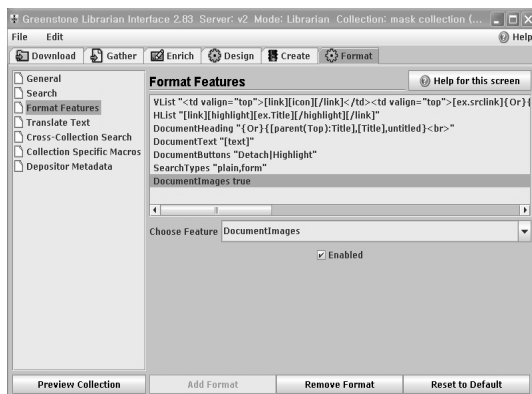 Greenstone Librarian Interface 2.83 Server: v2 Mode: Librarian Collection: mask collection (...
File Edit Help
Download Gather Enrich Design Create Format
General
Search
Format Features
Translate Text
Cross-Collection Search
Collection Specific Macros
Depositor Metadata
Format Features Help for this screen
VList "<td valign="top">[link][icon][/link]</td><td valign="top">[ex.srclink]{Or}{
HList "[link][highlight][ex.Title][/highlight][/link]"
DocumentHeading "{Or}{[parent(Top):Title],[Title],untitled}<br>"
DocumentText "[text]"
DocumentButtons "Detach|Highlight"
SearchTypes "plain,form"
DocumentImages true
Choose Feature DocumentImages
Enabled
Preview Collection Add Format Remove Format Reset to Default